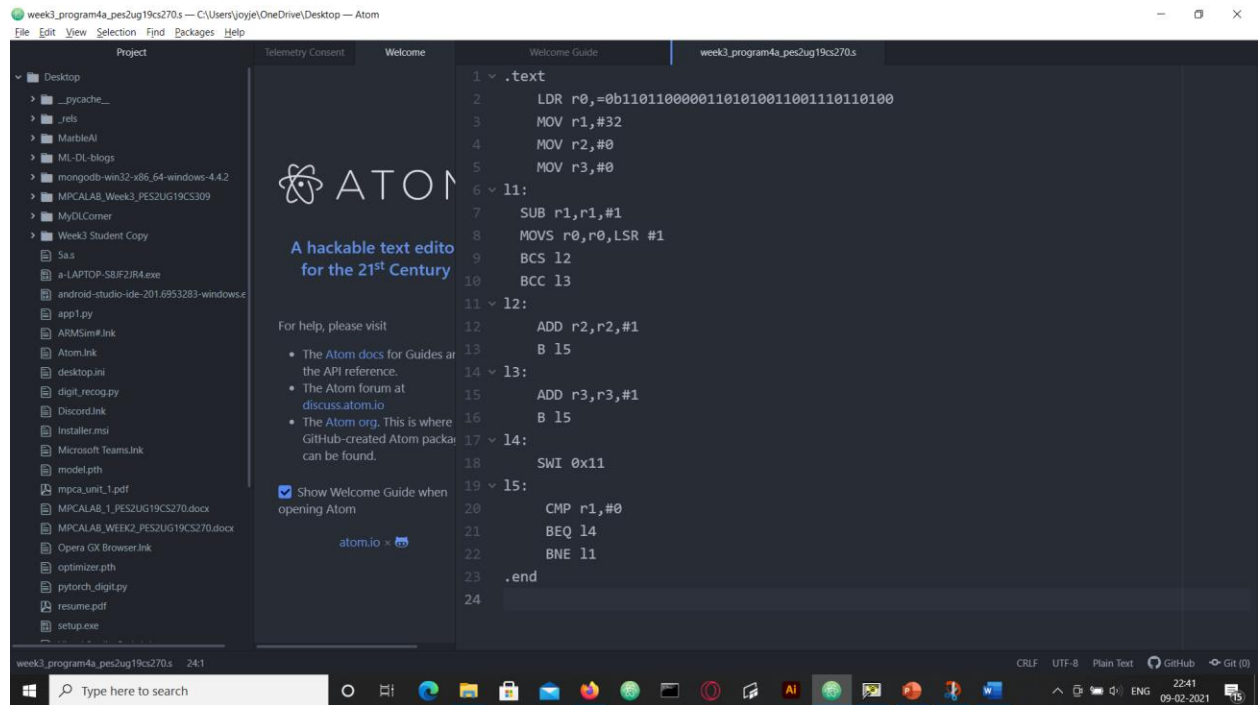 week3_program4a_pes2ug19cs270.s — C:\Users\joyje\OneDrive\Desktop — Atom
File Edit View Selection Find Packages Help
Project
Desktop
__pycache__
_rels
MarbleAI
ML-DL-blogs
mongodb-win32-x86_64-windows-4.4.2
MPCALAB_Week3_PES2UG19CS309
MyDLCorner
Week3 Student Copy
5a.s
a-LAPTOP-S8JF2JR4.exe
android-studio-ide-201.6953283-windows.e
app1.py
ARMSim#.lnk
Atom.lnk
desktop.ini
digit_recog.py
Discord.lnk
Installer.msi
Microsoft Teams.lnk
model.pth
mpca_unit_1.pdf
MPCALAB_1_PES2UG19CS270.docx
MPCALAB_WEEK2_PES2UG19CS270.docx
Opera GX Browser.lnk
optimizer.pth
pytorch_digit.py
resume.pdf
setup.exe
Telemetry Consent Welcome
ATOM
A hackable text edito
for the 21st Century
For help, please visit
• The Atom docs for Guides ar
the API reference.
• The Atom forum at
discuss.atom.io
• The Atom org. This is where
GitHub-created Atom packa
can be found.
Show Welcome Guide when
opening Atom
atom.io ×
Welcome Guide week3_program4a_pes2ug19cs270.s
1 .text
2 LDR r0,=0b11011000001101010011001110110100
3 MOV r1,#32
4 MOV r2,#0
5 MOV r3,#0
6 l1:
7 SUB r1,r1,#1
8 MOVS r0,r0,LSR #1
9 BCS l2
10 BCC l3
11 l2:
12 ADD r2,r2,#1
13 B l5
14 l3:
15 ADD r3,r3,#1
16 B l5
17 l4:
18 SWI 0x11
19 l5:
20 CMP r1,#0
21 BEQ l4
22 BNE l1
23 .end
24
week3_program4a_pes2ug19cs270.s 24:1
CRLF UTF-8 Plain Text GitHub Git (0)
Type here to search
Ai
ENG
22:41
09-02-2021
15